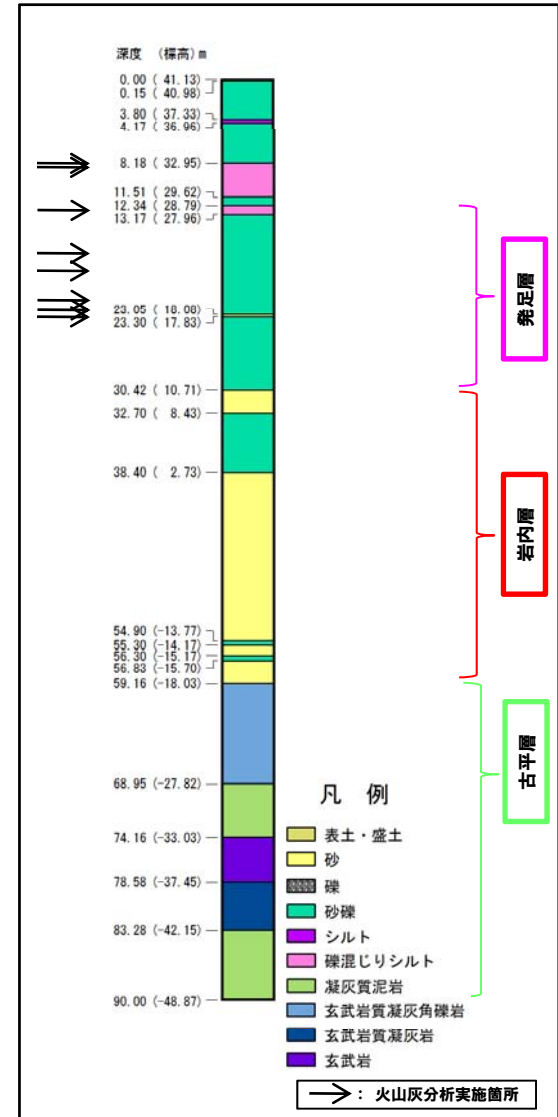 深度 (標高) m
0.00 ( 41.13)
0.15 ( 40.98)
3.80 ( 37.33)
4.17 ( 36.96)
8.18 ( 32.95)
11.51 ( 29.62)
12.34 ( 28.79)
13.17 ( 27.96)
23.05 ( 18.08)
23.30 ( 17.83)
30.42 ( 10.71)
32.70 ( 8.43)
38.40 ( 2.73)
54.90 (-13.77)
55.30 (-14.17)
56.30 (-15.17)
56.83 (-15.70)
59.16 (-18.03)
68.95 (-27.82)
74.16 (-33.03)
78.58 (-37.45)
83.28 (-42.15)
90.00 (-48.87)
発足層
岩内層
古平層
凡 例
表土・盛土
砂
礫
砂礫
シルト
礫混じりシルト
凝灰質泥岩
玄武岩質凝灰角礫岩
玄武岩質凝灰岩
玄武岩
→ : 火山灰分析実施箇所